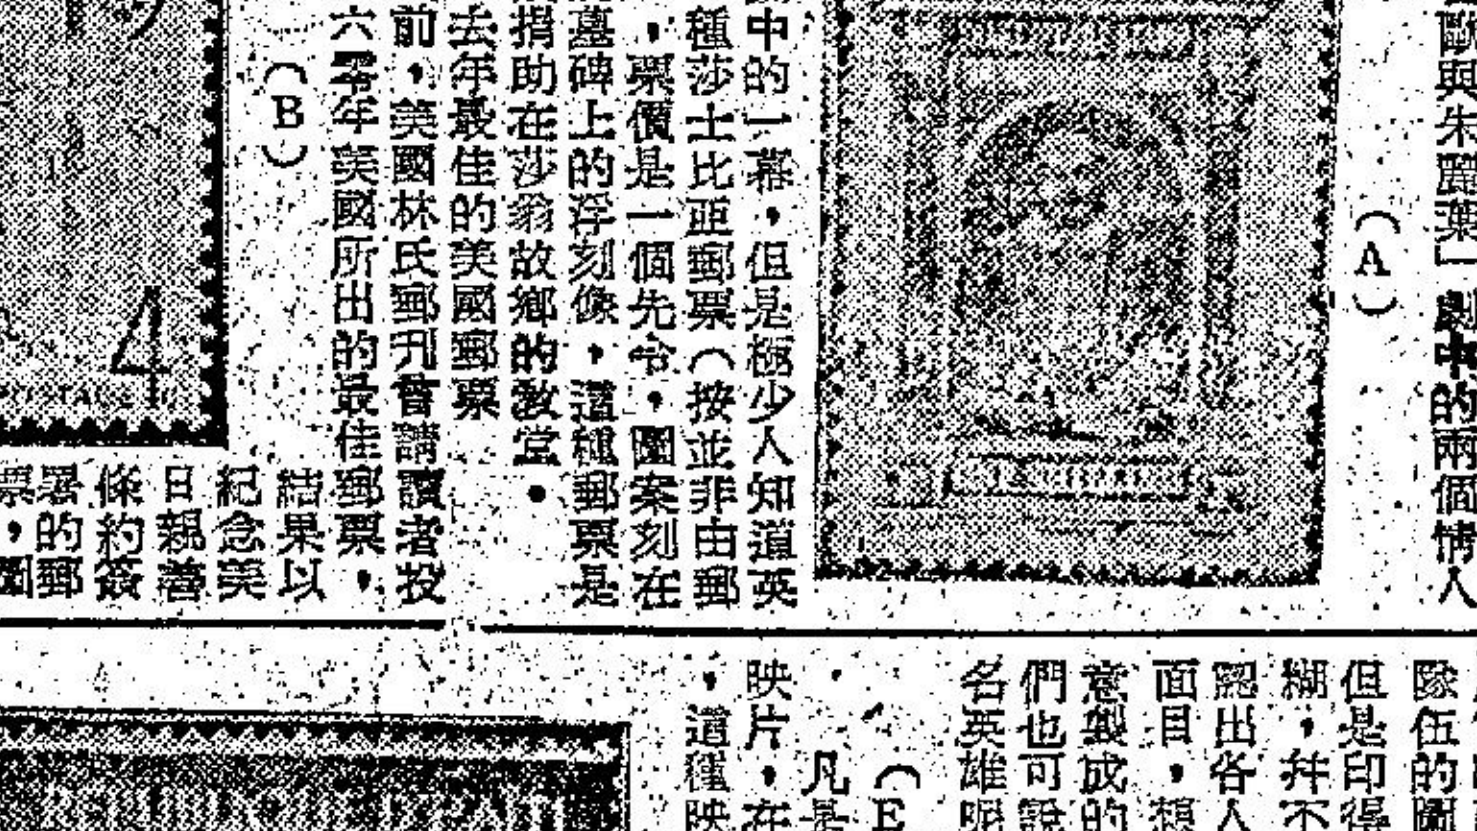 歐與朱麗葉」劇中的兩個情人
(A)
中的一幕,但是極少人知道英
種莎士比亞郵票(按並非由郵
,票價是一個先令,圖案刻在
墓碑上的浮刻像,這種郵票是
捐助在莎翁故鄉的教堂。
去年最佳的美國郵票
前,美國林氏郵刊曾請讀者投
六零年美國所出的最佳郵票,
(B)
結果以
紀念美
日親善
條約簽
署的郵
票,圖
4
隊伍的圖
但是印得
糊,并不
認出各人
面目,
意製成的
們也可說
名英雄呢
(E
凡是
映片,在
,這種映